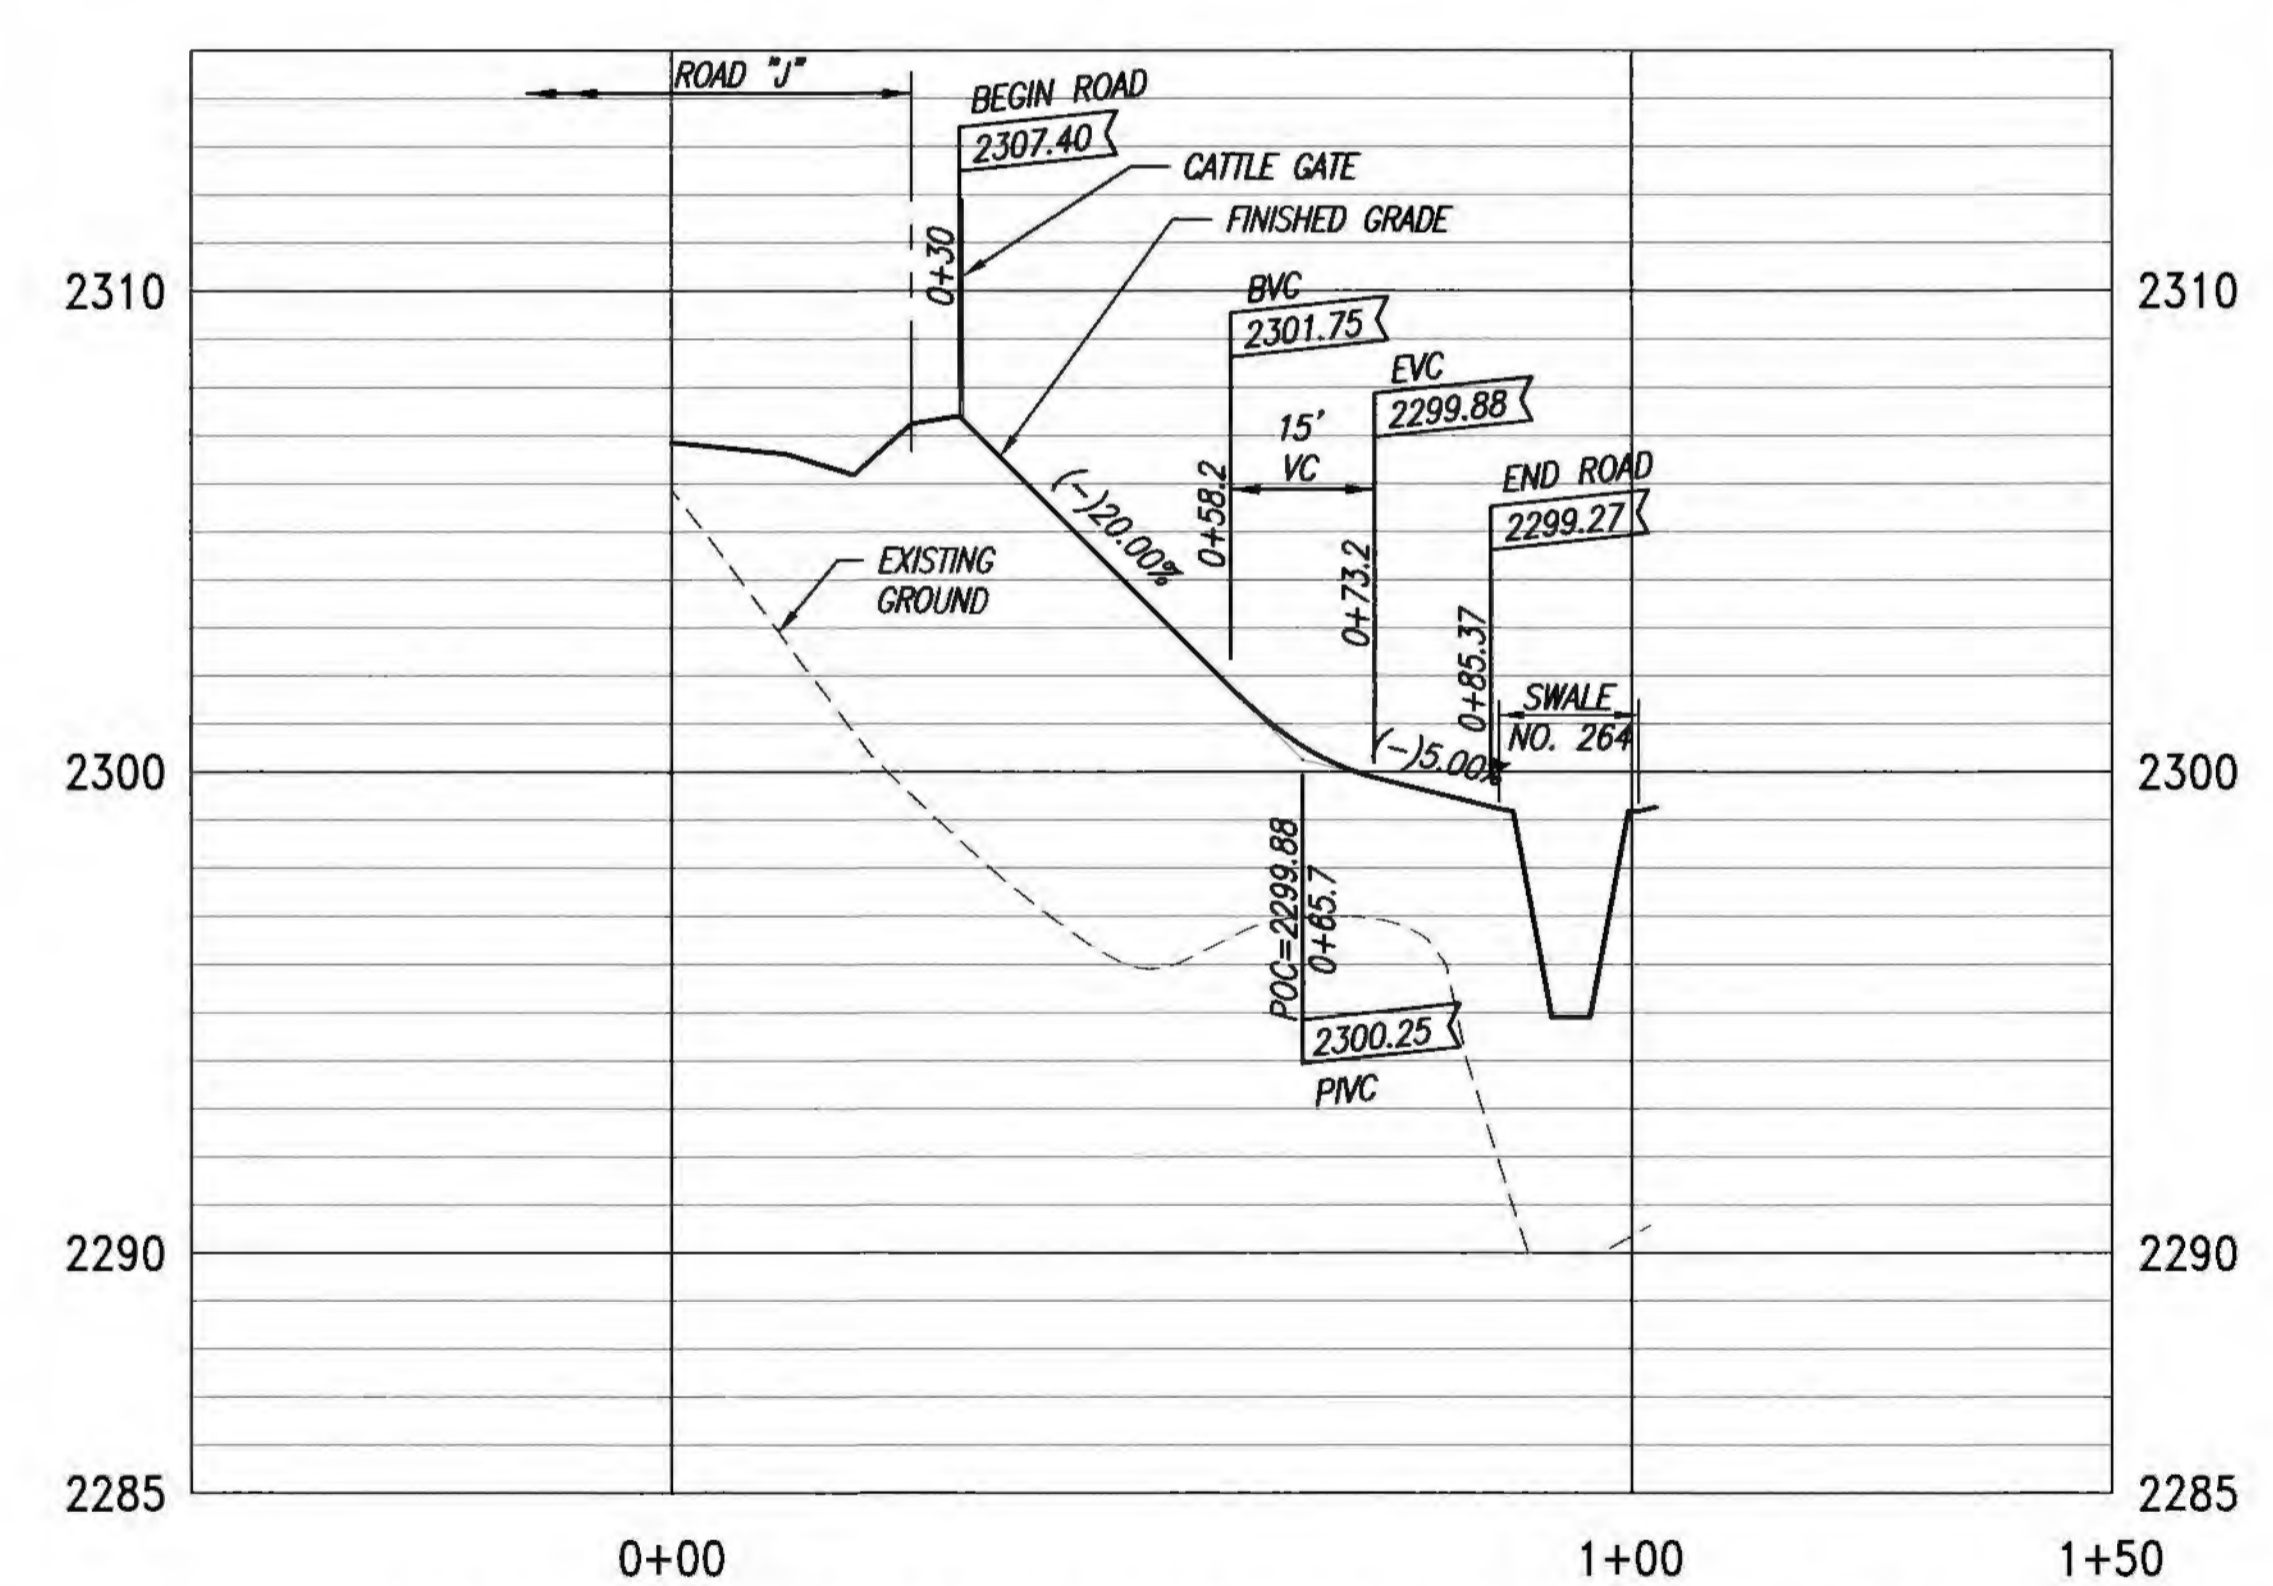 ROAD "J"
BEGIN ROAD
2307.40
CATTLE GATE
FINISHED GRADE
0+30
2310
2310
BVC
2301.75
EVC
2299.88
15'
VC
0+58.2
(-)20.00%
END ROAD
2299.27
EXISTING
GROUND
0+73.2
0+85.37
SWALE
NO. 264
(-)5.00%
2300
2300
POC=2299.88
0+65.7
2300.25
PIVC
2290
2290
2285
2285
0+00
1+00
1+50